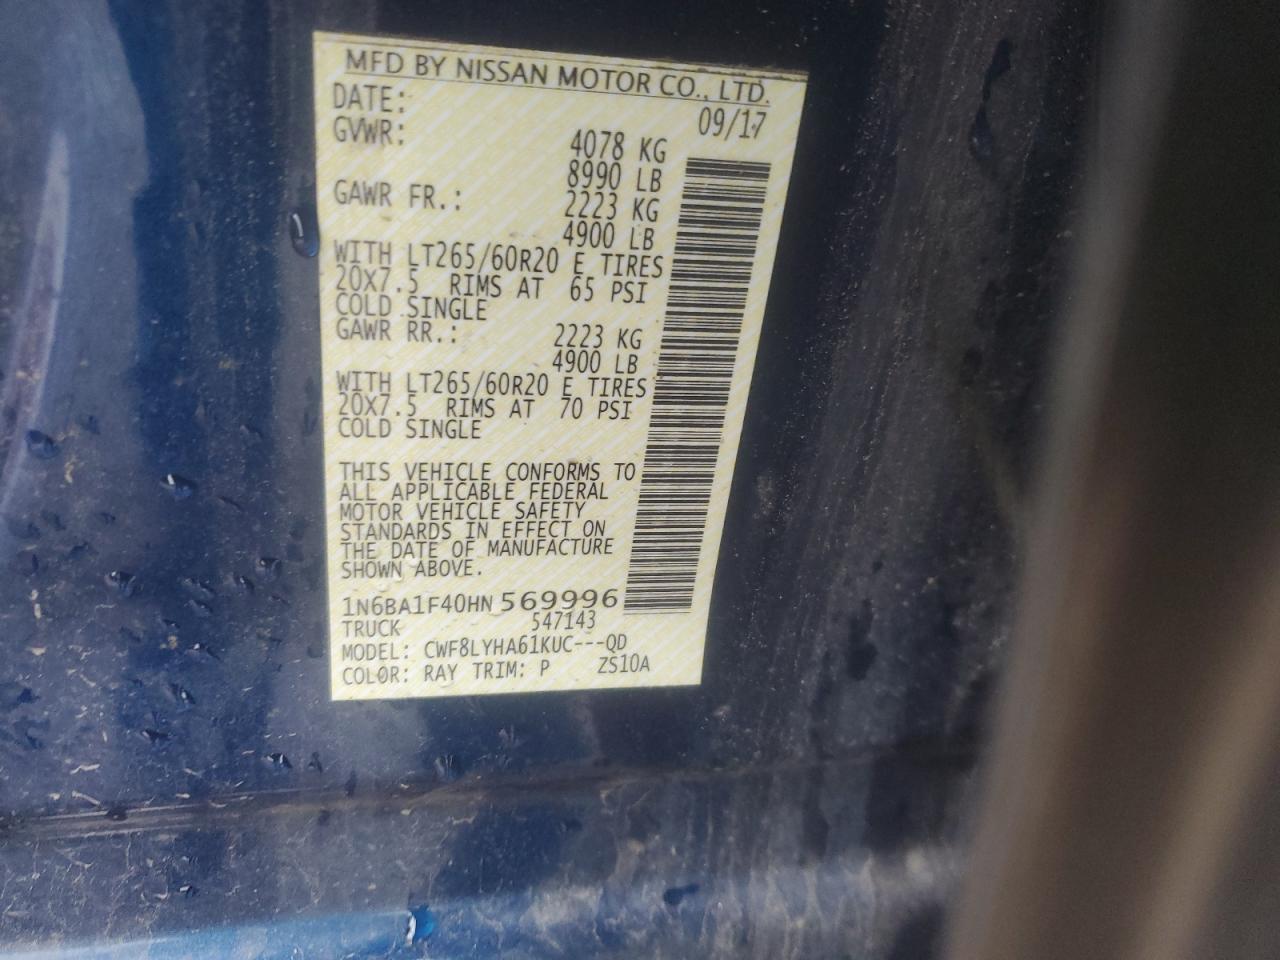 MFD BY NISSAN MOTOR CO., LTD.
DATE: 09/17
GVWR: 4078 KG
8990 LB
GAWR FR.: 2223 KG
4900 LB
WITH LT265/60R20 E TIRES
20X7.5 RIMS AT 65 PSI
COLD SINGLE
GAWR RR.: 2223 KG
4900 LB
WITH LT265/60R20 E TIRES
20X7.5 RIMS AT 70 PSI
COLD SINGLE
THIS VEHICLE CONFORMS TO
ALL APPLICABLE FEDERAL
MOTOR VEHICLE SAFETY
STANDARDS IN EFFECT ON
THE DATE OF MANUFACTURE
SHOWN ABOVE.
1N6BA1F40HN569996
TRUCK 547143
MODEL: CWF8LYHA61KUC---QD
COLOR: RAY TRIM: P ZS10A